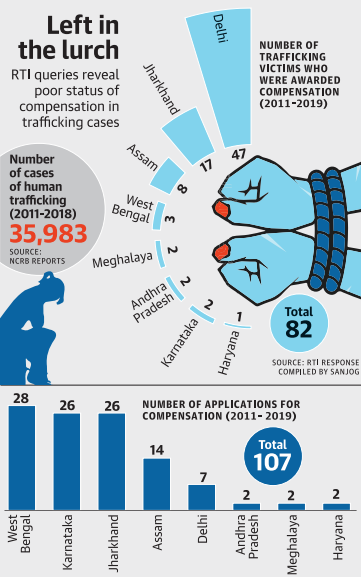 Left in
the lurch
RTI queries reveal
poor status of
compensation in
trafficking cases
Number
of cases
of human
trafficking
(2011-2018)
35,983
SOURCE:
NCRB REPORTS
NUMBER OF
TRAFFICKING
VICTIMS WHO
WERE AWARDED
COMPENSATION
(2011-2019)
Delhi
47
Jharkhand
17
Assam
8
West
Bengal
3
Meghalaya
2
Andhra
Pradesh
2
Karnataka
2
Haryana
1
Total
82
SOURCE: RTI RESPONSE
COMPILED BY SANJOG
NUMBER OF APPLICATIONS FOR
COMPENSATION (2011- 2019)
Total
107
28
26
26
14
7
2
2
2
West
Bengal
Karnataka
Jharkhand
Assam
Delhi
Andhra
Pradesh
Meghalaya
Haryana